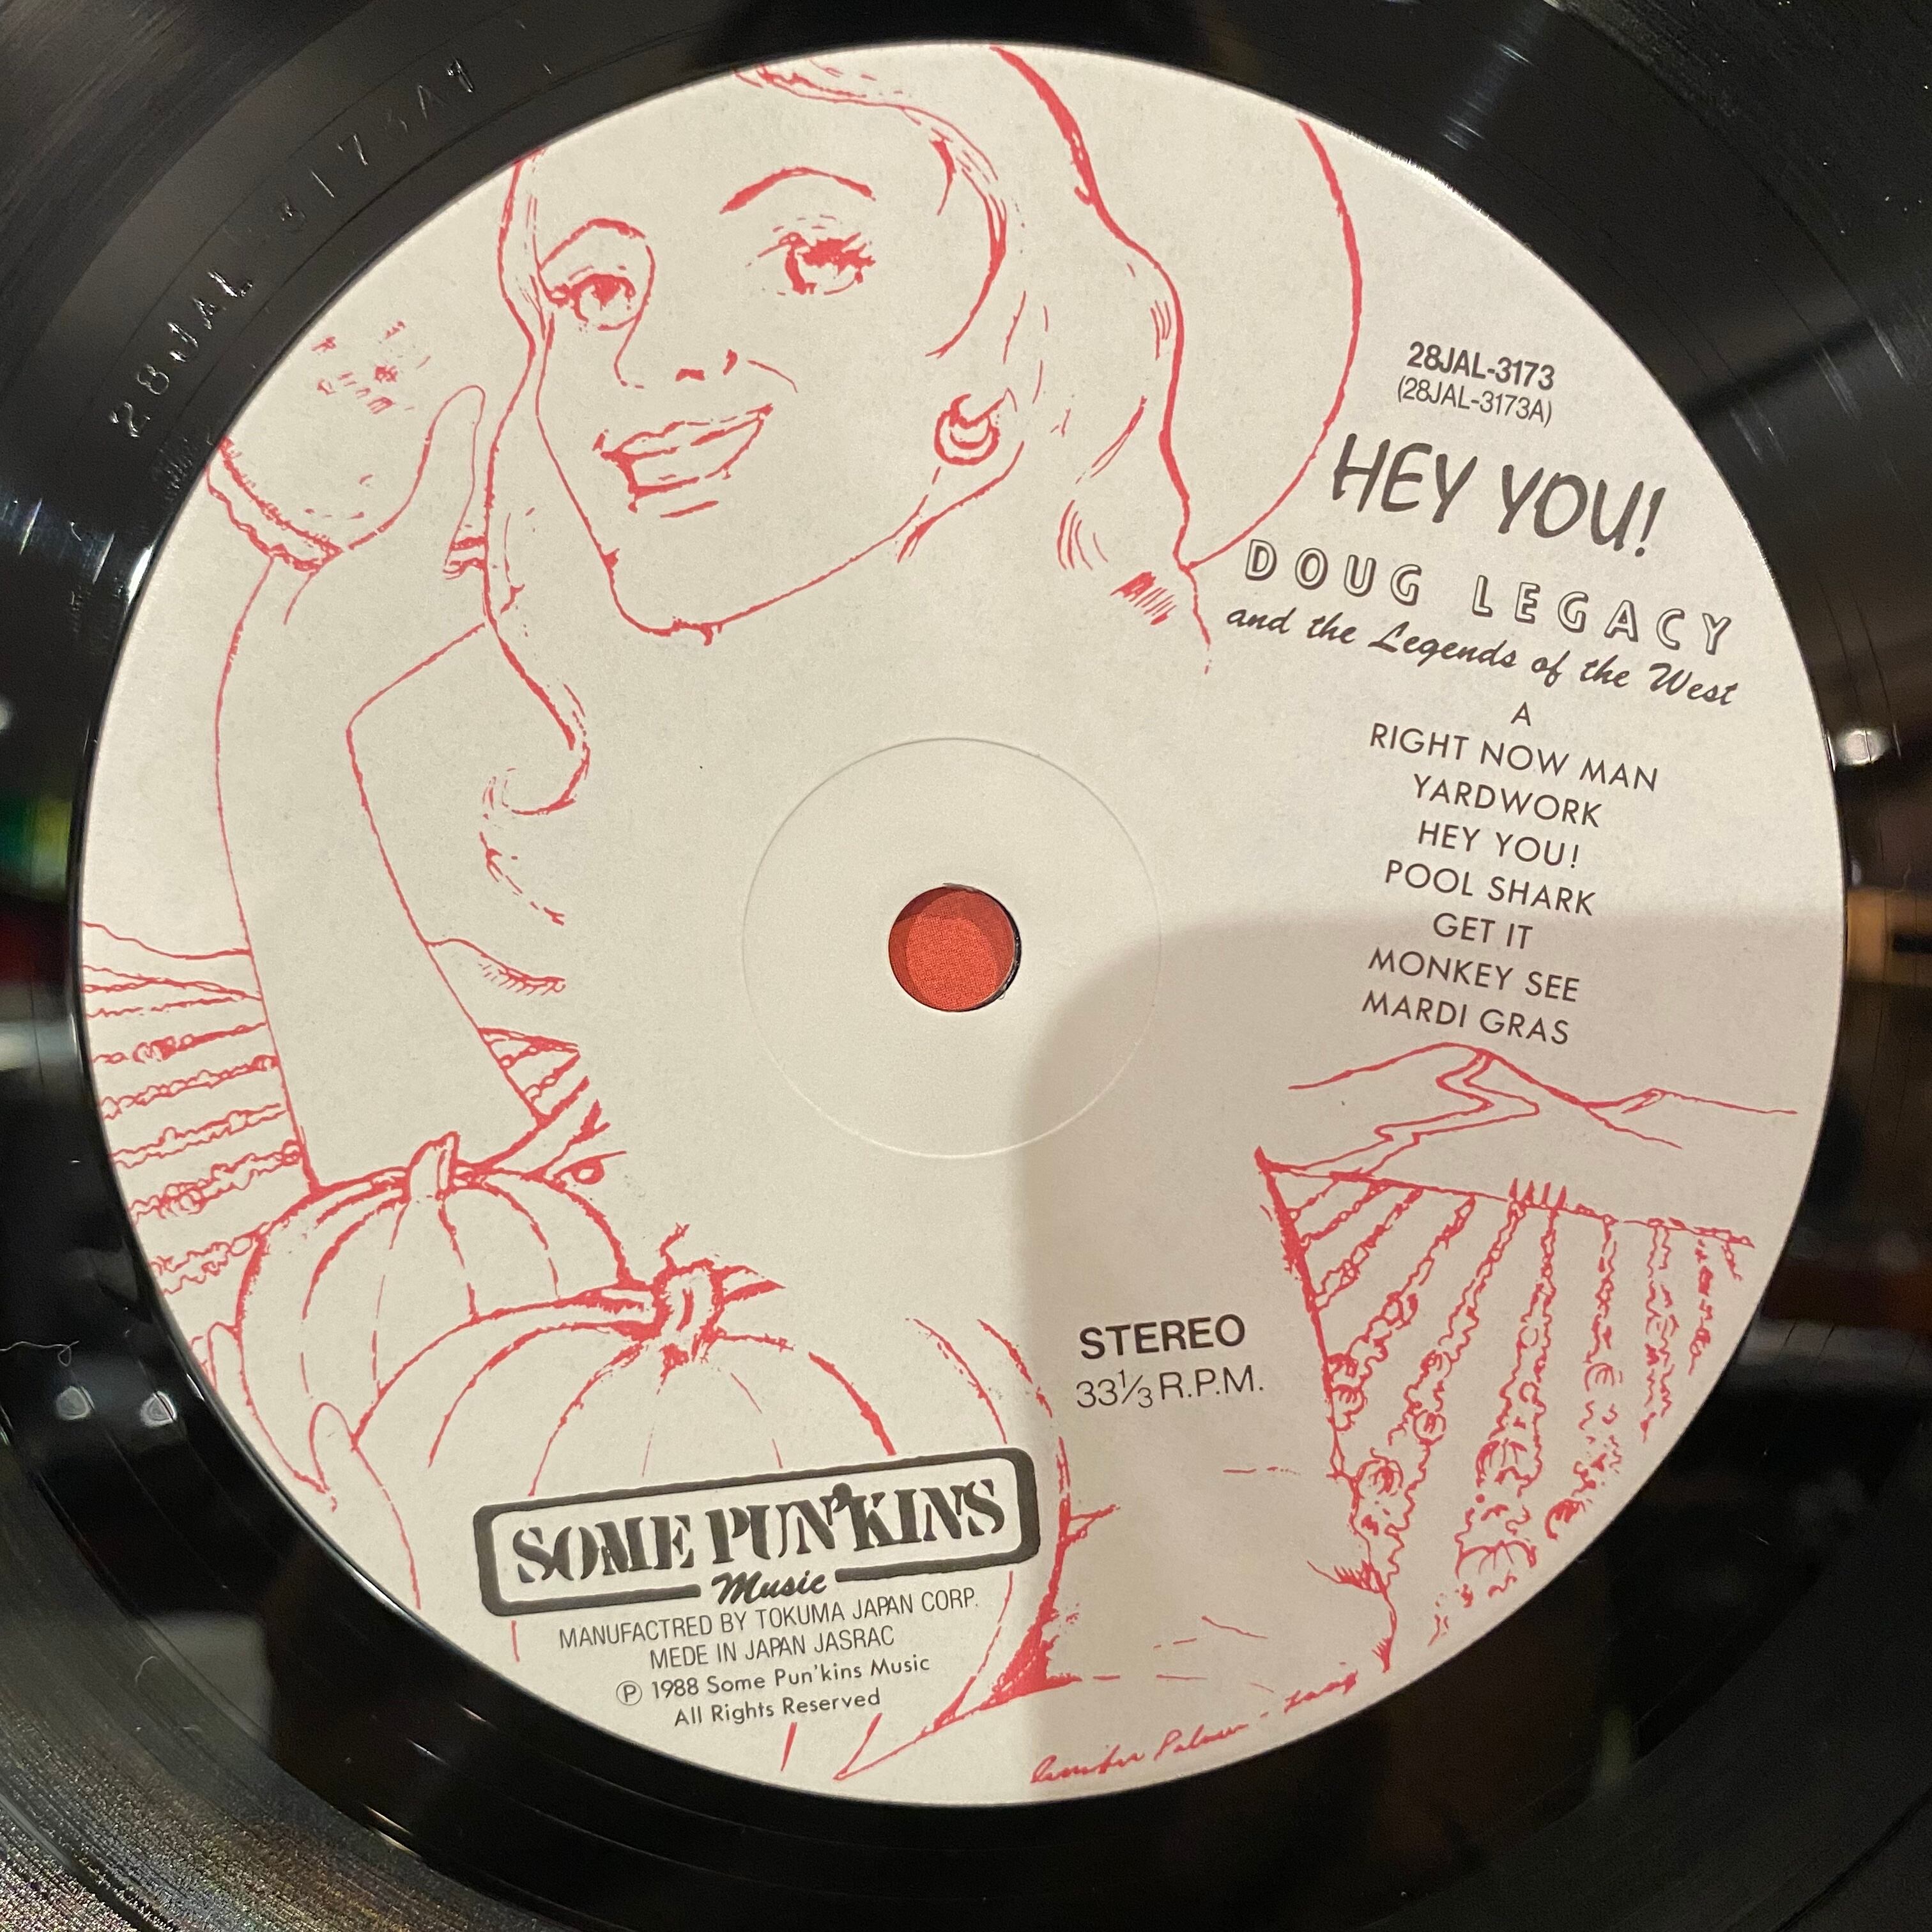 28JAL 3173A1
28JAL-3173
(28JAL-3173A)
HEY YOU!
DOUG LEGACY
and the Legends of the West
A
RIGHT NOW MAN
YARDWORK
HEY YOU!
POOL SHARK
GET IT
MONKEY SEE
MARDI GRAS
STEREO
33⅓ R.P.M.
SOME PUN'KINS
Music
MANUFACTRED BY TOKUMA JAPAN CORP.
MEDE IN JAPAN JASRAC
Ⓟ 1988 Some Pun'kins Music
All Rights Reserved